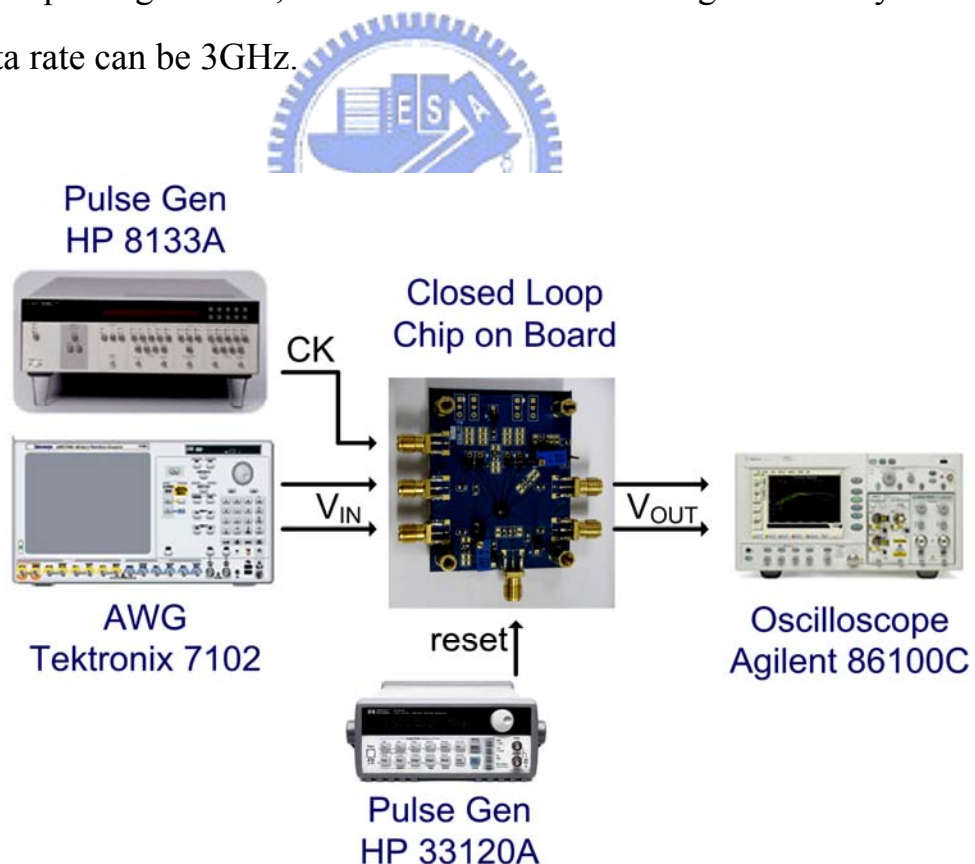 ta rate can be 3GHz.
E S A
Pulse Gen
HP 8133A
Closed Loop
Chip on Board
CK
V_IN
V_OUT
AWG
Tektronix 7102
reset
Oscilloscope
Agilent 86100C
Pulse Gen
HP 33120A